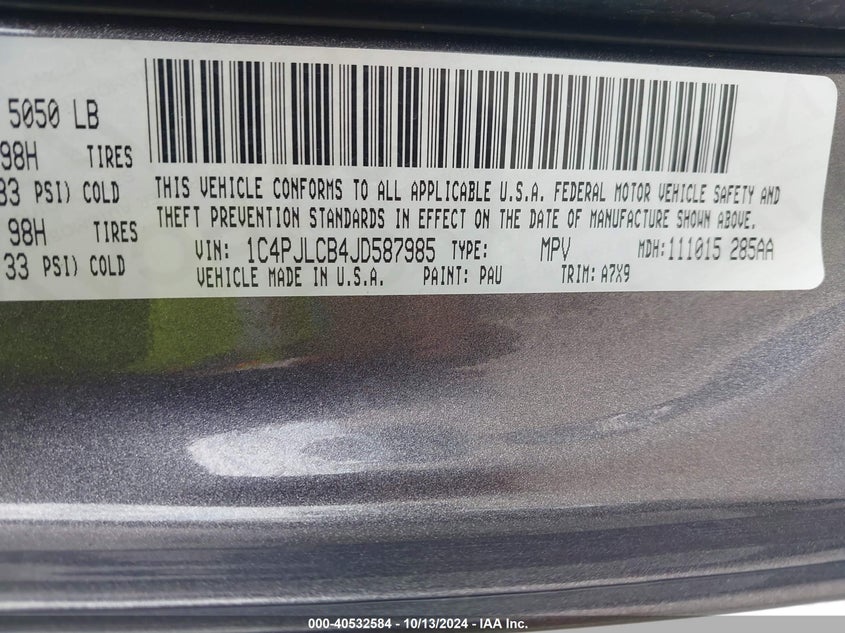 5050 LB
98H TIRES
33 PSI) COLD
98H TIRES
33 PSI) COLD
THIS VEHICLE CONFORMS TO ALL APPLICABLE U.S.A. FEDERAL MOTOR VEHICLE SAFETY AND
THEFT PREVENTION STANDARDS IN EFFECT ON THE DATE OF MANUFACTURE SHOWN ABOVE.
VIN: 1C4PJLCB4JD587985 TYPE: MPV MDH:111015 285AA
VEHICLE MADE IN U.S.A. PAINT: PAU TRIM: A7X9
000-40532584 / 10/13/2024 - IAA Inc.